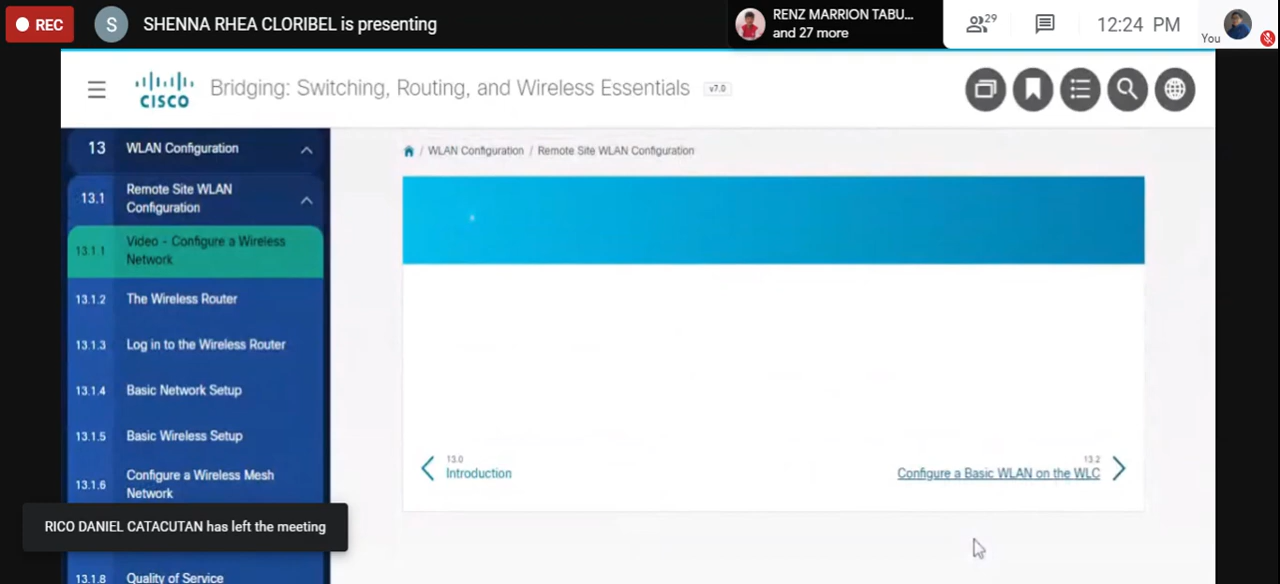 REC
S
SHENNA RHEA CLORIBEL is presenting
RENZ MARRION TABU...
and 27 more
29
12:24 PM
You
CISCO
Bridging: Switching, Routing, and Wireless Essentials
v7.0
13 WLAN Configuration
13.1 Remote Site WLAN
Configuration
13.1.1 Video - Configure a Wireless
Network
13.1.2 The Wireless Router
13.1.3 Log in to the Wireless Router
13.1.4 Basic Network Setup
13.1.5 Basic Wireless Setup
13.1.6 Configure a Wireless Mesh
Network
13.1.8 Quality of Service
/ WLAN Configuration / Remote Site WLAN Configuration
13.0
Introduction
13.2
Configure a Basic WLAN on the WLC
RICO DANIEL CATACUTAN has left the meeting